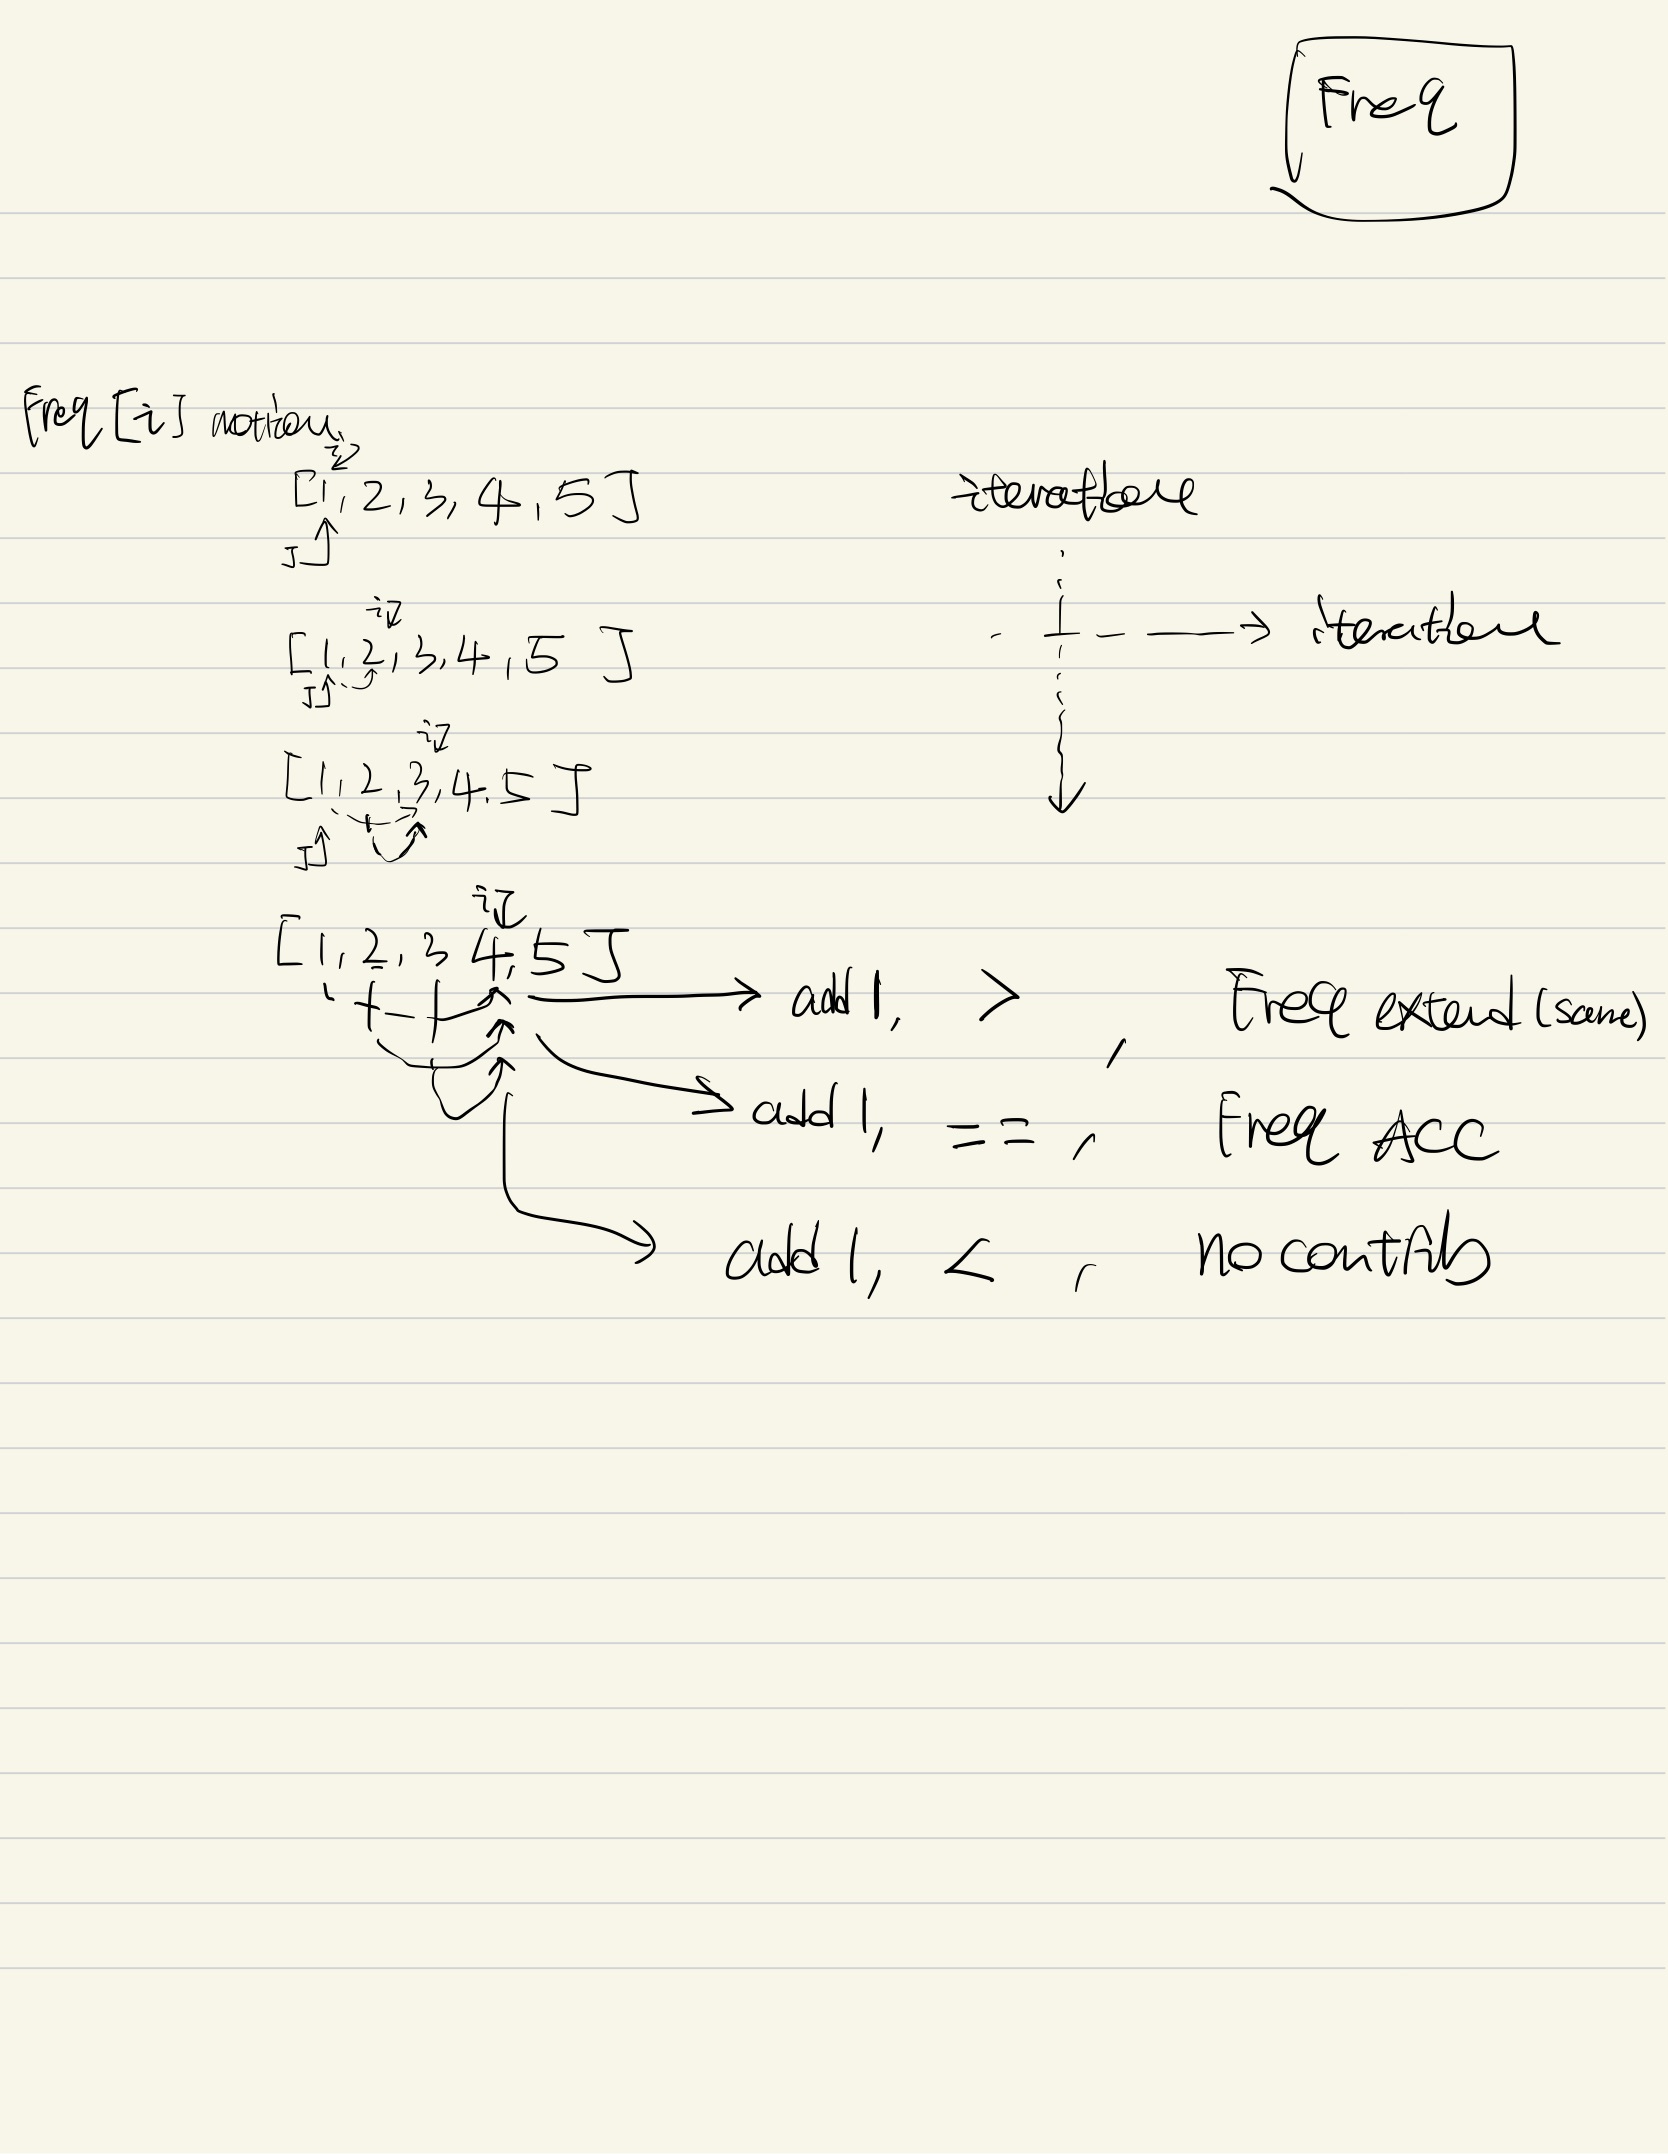 Freq
Freq [i] notion
i
[1, 2, 3, 4, 5]
J
iteration
i
[1, 2, 3, 4, 5]
J
iteration
i
[1, 2, 3, 4, 5]
J
i
[1, 2, 3 4, 5]
add 1, > , Freq extend (same)
add 1, == , Freq ACC
add 1, < , no contrib